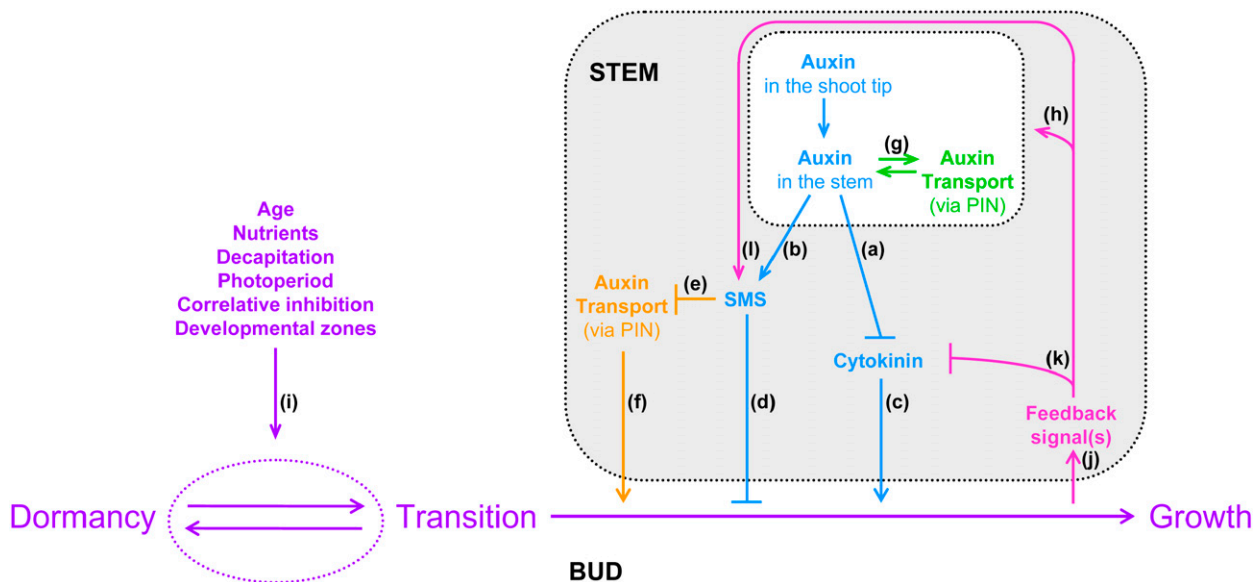 STEM
Auxin
in the shoot tip
(h)
(g)
Auxin
in the stem
Auxin
Transport
(via PIN)
Age
Nutrients
Decapitation
Photoperiod
Correlative inhibition
Developmental zones
(l)
(b)
(a)
Auxin
Transport
(via PIN)
(e)
SMS
Cytokinin
(k)
(i)
(f)
(d)
(c)
Feedback
signal(s)
(j)
Dormancy
Transition
Growth
BUD